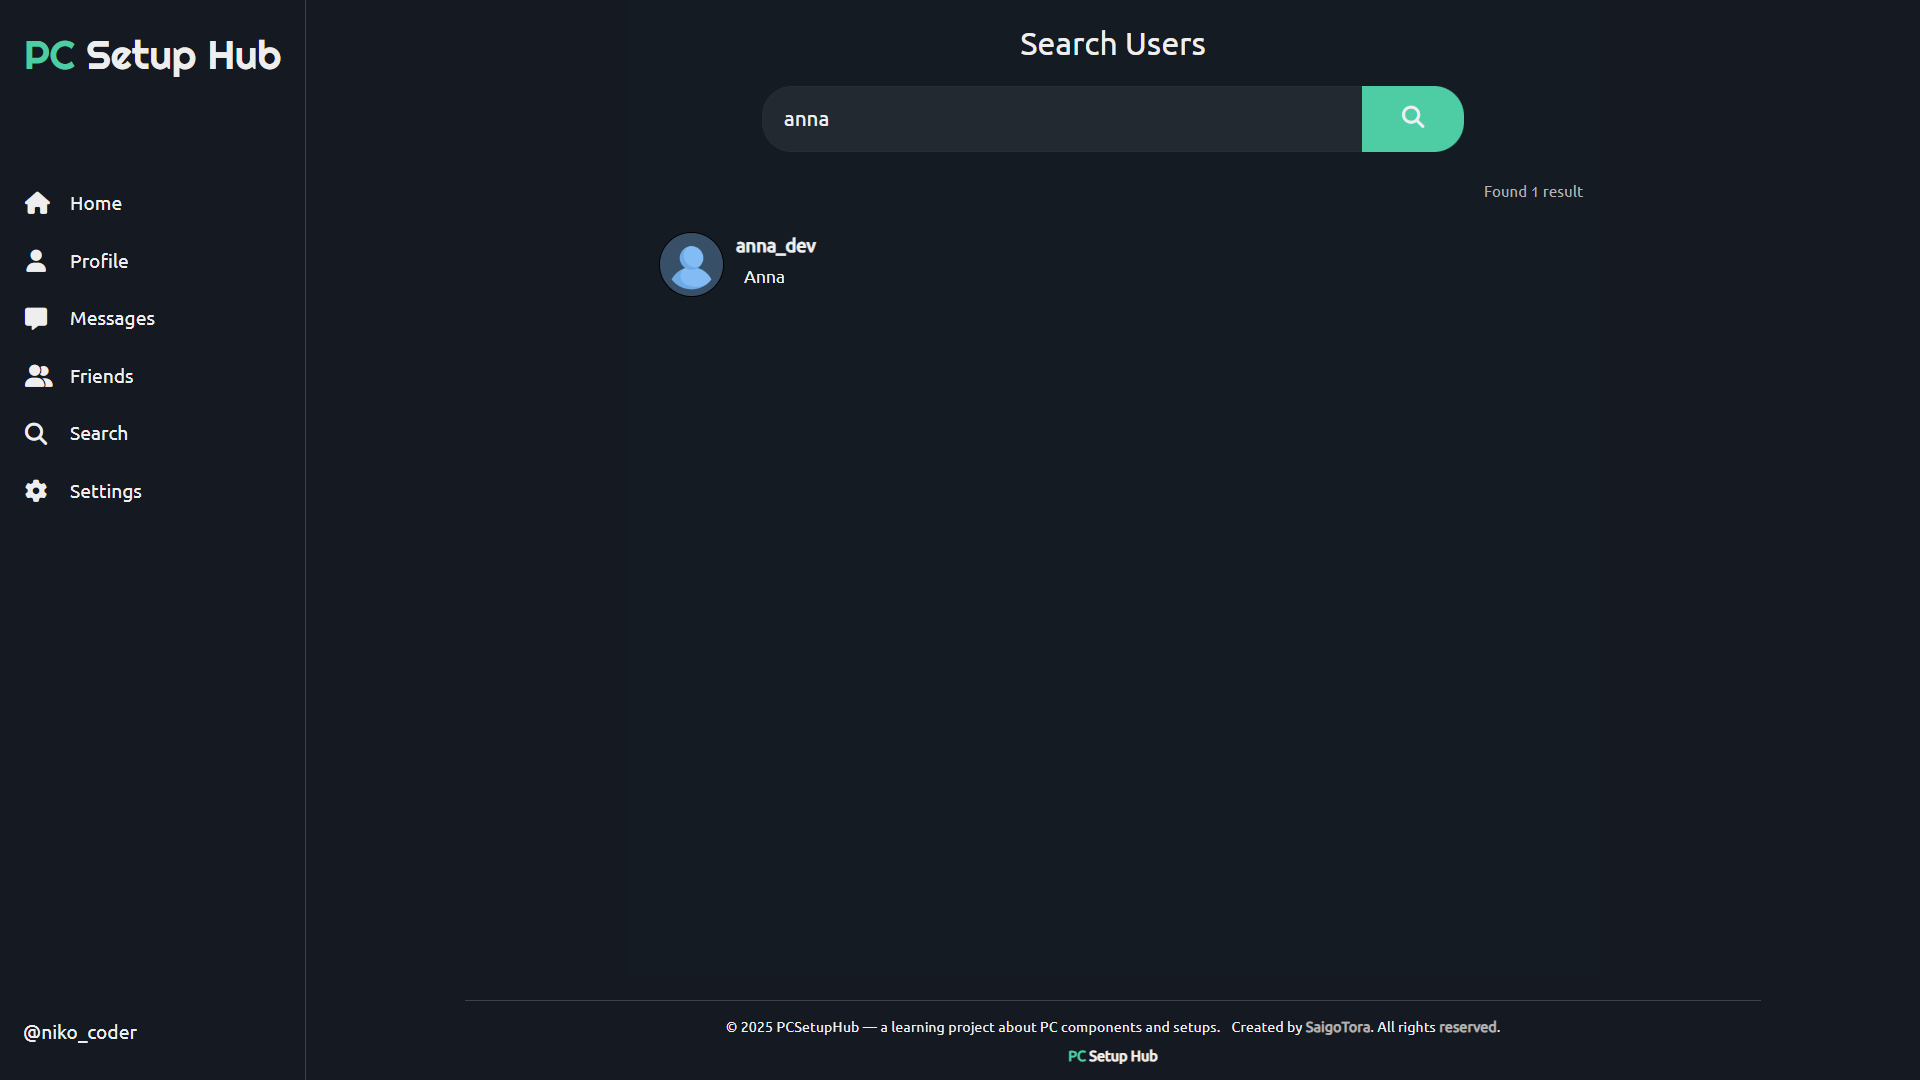 PC Setup Hub
Home
Profile
Messages
Friends
Search
Settings
@niko_coder
Search Users
anna
Found 1 result
anna_dev
Anna
© 2025 PCSetupHub — a learning project about PC components and setups. Created by SaigoTora. All rights reserved.
PC Setup Hub